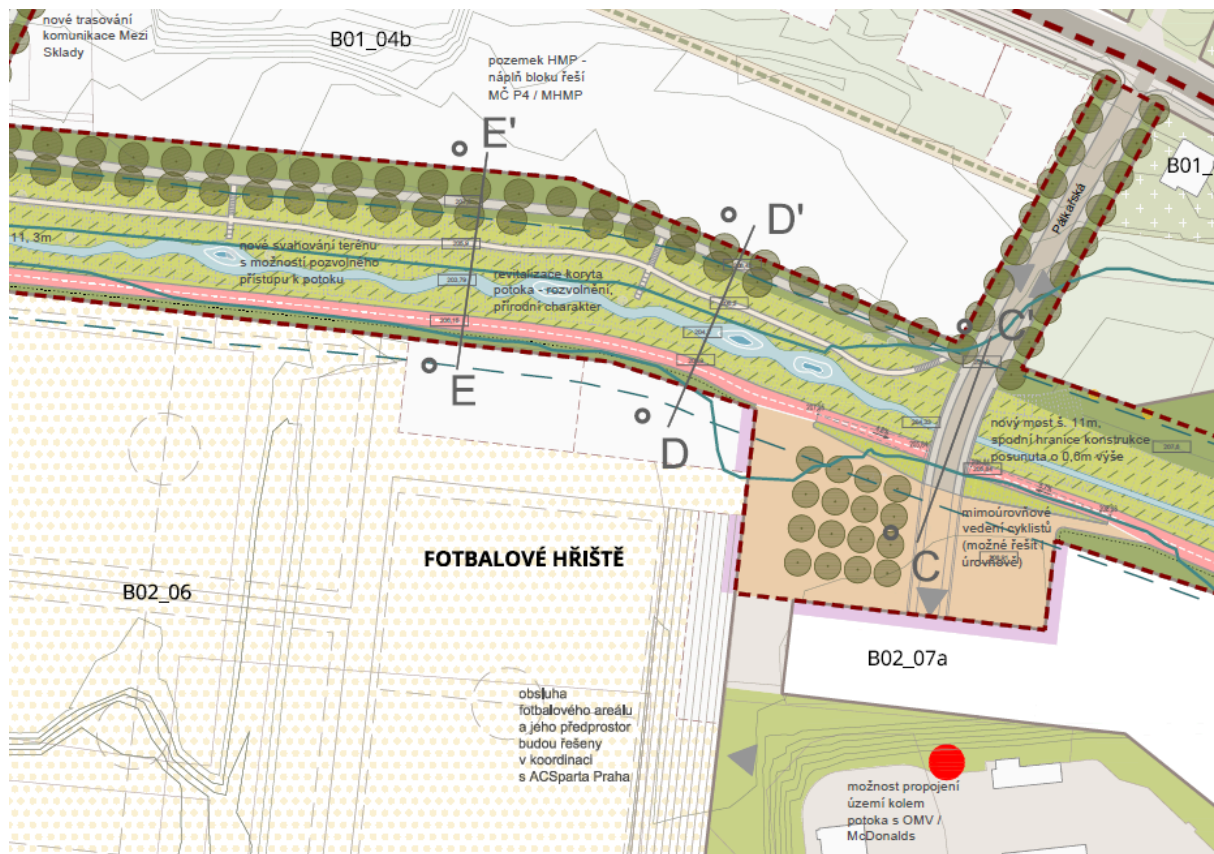 nové trasování
komunikace Mezi
Sklady
B01_04b
pozemek HMP -
náplň bloku řeší
MČ P4 / MHMP
E'
D'
B01_
Pálkařská
11, 3m
nové svahování terénu
s možností pozvolného
přístupu k potoku
revitalizace koryta
potoka - rozvolnění,
přírodní charakter
C'
E
D
nový most š. 11m,
spodní hranice konstrukce
posunuta o 0,6m výše
mimoúrovňové
vedení cyklistů
(možné řešit i
úrovňově)
C
FOTBALOVÉ HŘIŠTĚ
B02_06
B02_07a
obsluha
fotbalového areálu
a jeho předprostor
budou řešeny
v koordinaci
s ACSparta Praha
možnost propojení
území kolem
potoka s OMV /
McDonalds